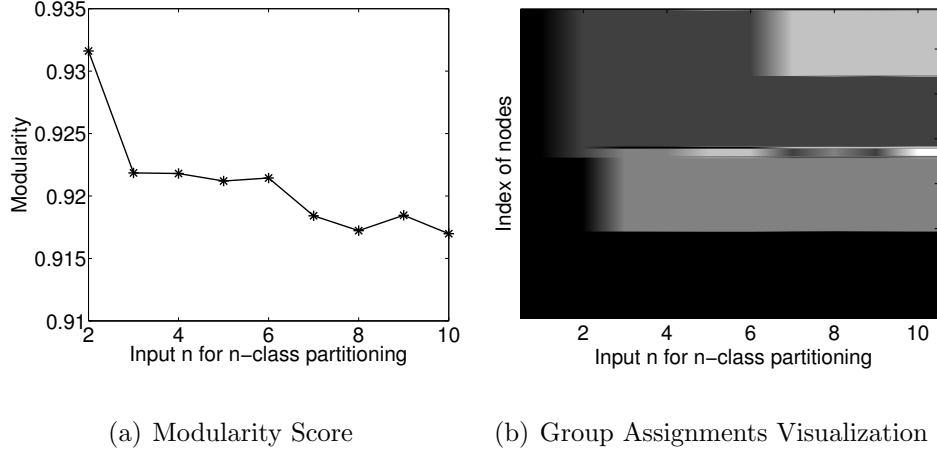 0.935
0.93
0.925
0.92
0.915
0.91
Modularity
2 4 6 8 10
Input n for n−class partitioning
(a) Modularity Score
Index of nodes
2 4 6 8 10
Input n for n−class partitioning
(b) Group Assignments Visualization